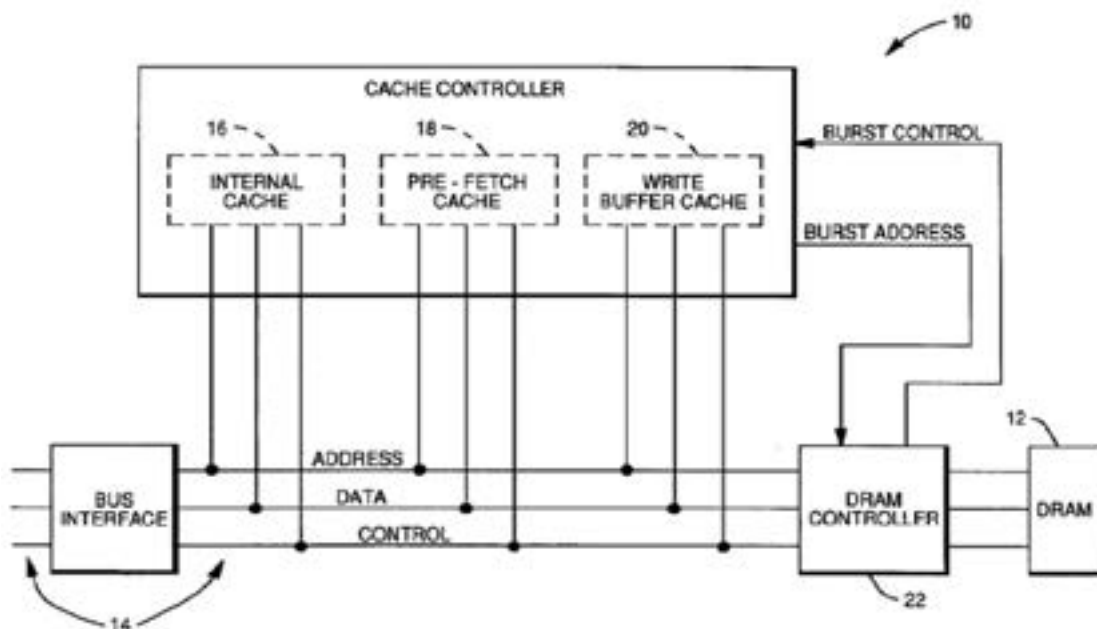 10
CACHE CONTROLLER
16
18
20
BURST CONTROL
INTERNAL
CACHE
PRE - FETCH
CACHE
WRITE
BUFFER CACHE
BURST ADDRESS
12
ADDRESS
BUS
INTERFACE
DATA
DRAM
CONTROLLER
DRAM
CONTROL
14
22